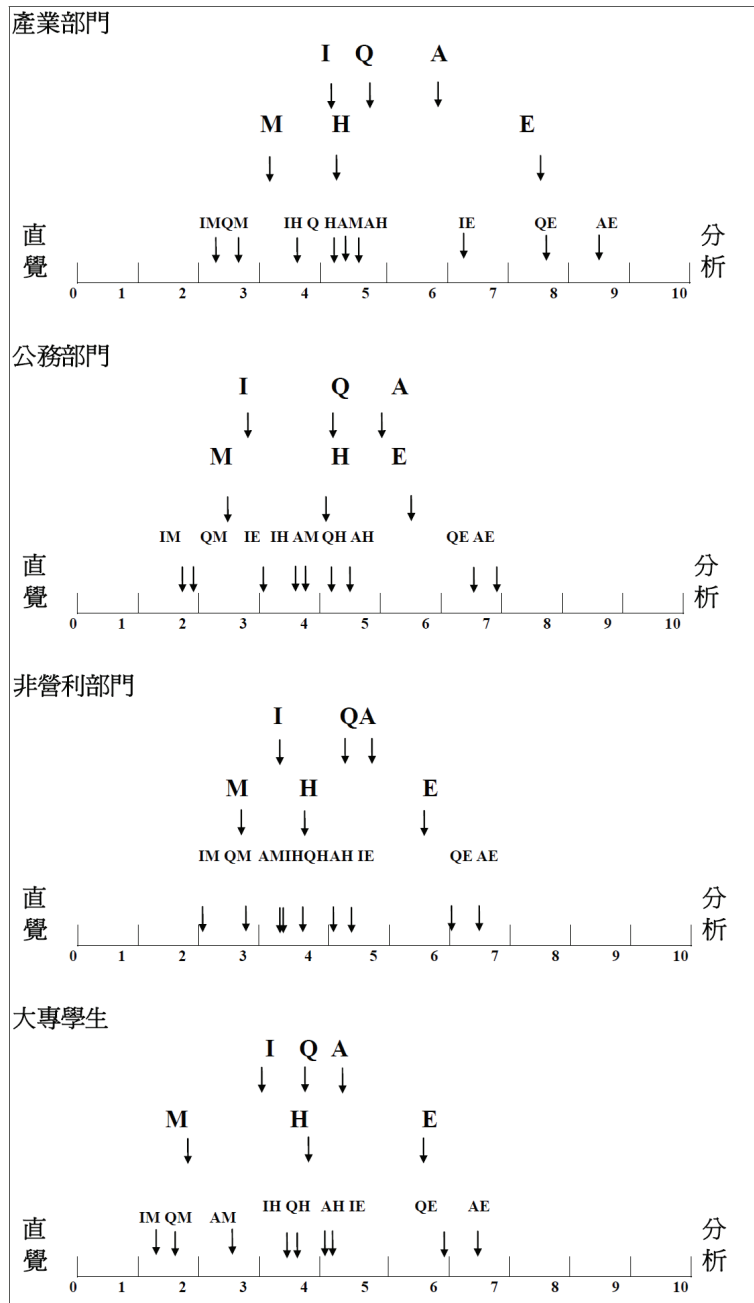 產業部門
I Q A
M H E
IMQM IH Q HAMAH IE QE AE
直覺
分析
0 1 2 3 4 5 6 7 8 9 10
公務部門
I Q A
M H E
IM QM IE IH AM QH AH QE AE
直覺
分析
0 1 2 3 4 5 6 7 8 9 10
非營利部門
I QA
M H E
IM QM AMIHQHAH IE QE AE
直覺
分析
0 1 2 3 4 5 6 7 8 9 10
大專學生
I Q A
M H E
IM QM AM IH QH AH IE QE AE
直覺
分析
0 1 2 3 4 5 6 7 8 9 10